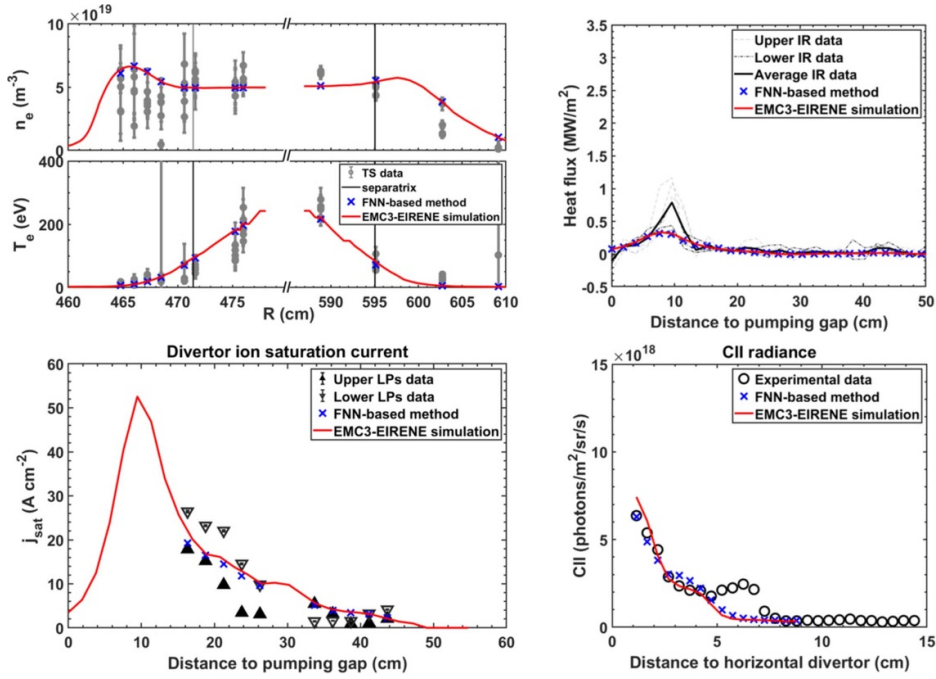 × 10^19
10
5
0
n_e (m^-3)
400
200
0
T_e (eV)
TS data
separatrix
FNN-based method
EMC3-EIRENE simulation
460 465 470 475 590 595 600 605 610
R (cm)
3.5
3
2.5
2
1.5
1
0.5
0
-0.5
Heat flux (MW/m^2)
Upper IR data
Lower IR data
Average IR data
FNN-based method
EMC3-EIRENE simulation
0 10 20 30 40 50
Distance to pumping gap (cm)
Divertor ion saturation current
60
50
40
30
20
10
0
j_sat (A cm^-2)
Upper LPs data
Lower LPs data
FNN-based method
EMC3-EIRENE simulation
0 10 20 30 40 50 60
Distance to pumping gap (cm)
CII radiance
×10^18
15
10
5
0
CII (photons/m^2/sr/s)
Experimental data
FNN-based method
EMC3-EIRENE simulation
0 5 10 15
Distance to horizontal divertor (cm)